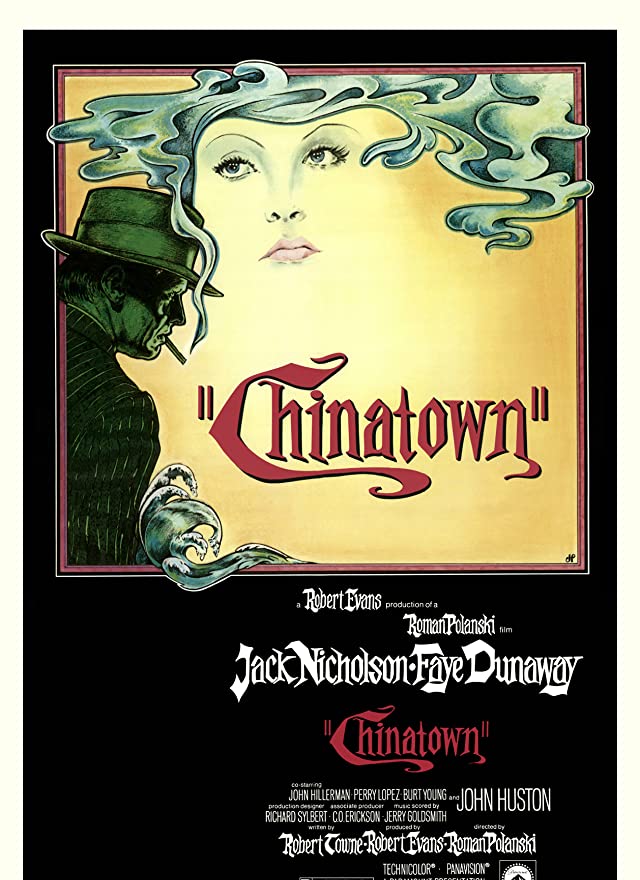 "Chinatown"
a Robert Evans production of a
Roman Polanski film
Jack Nicholson·Faye Dunaway
"Chinatown"
co-starring
JOHN HILLERMAN·PERRY LOPEZ·BURT YOUNG and JOHN HUSTON
production designer associate producer music scored by
RICHARD SYLBERT·C.O. ERICKSON·JERRY GOLDSMITH
written by produced by directed by
Robert Towne·Robert Evans·Roman Polanski
TECHNICOLOR® · PANAVISION®
A PARAMOUNT PRESENTATION